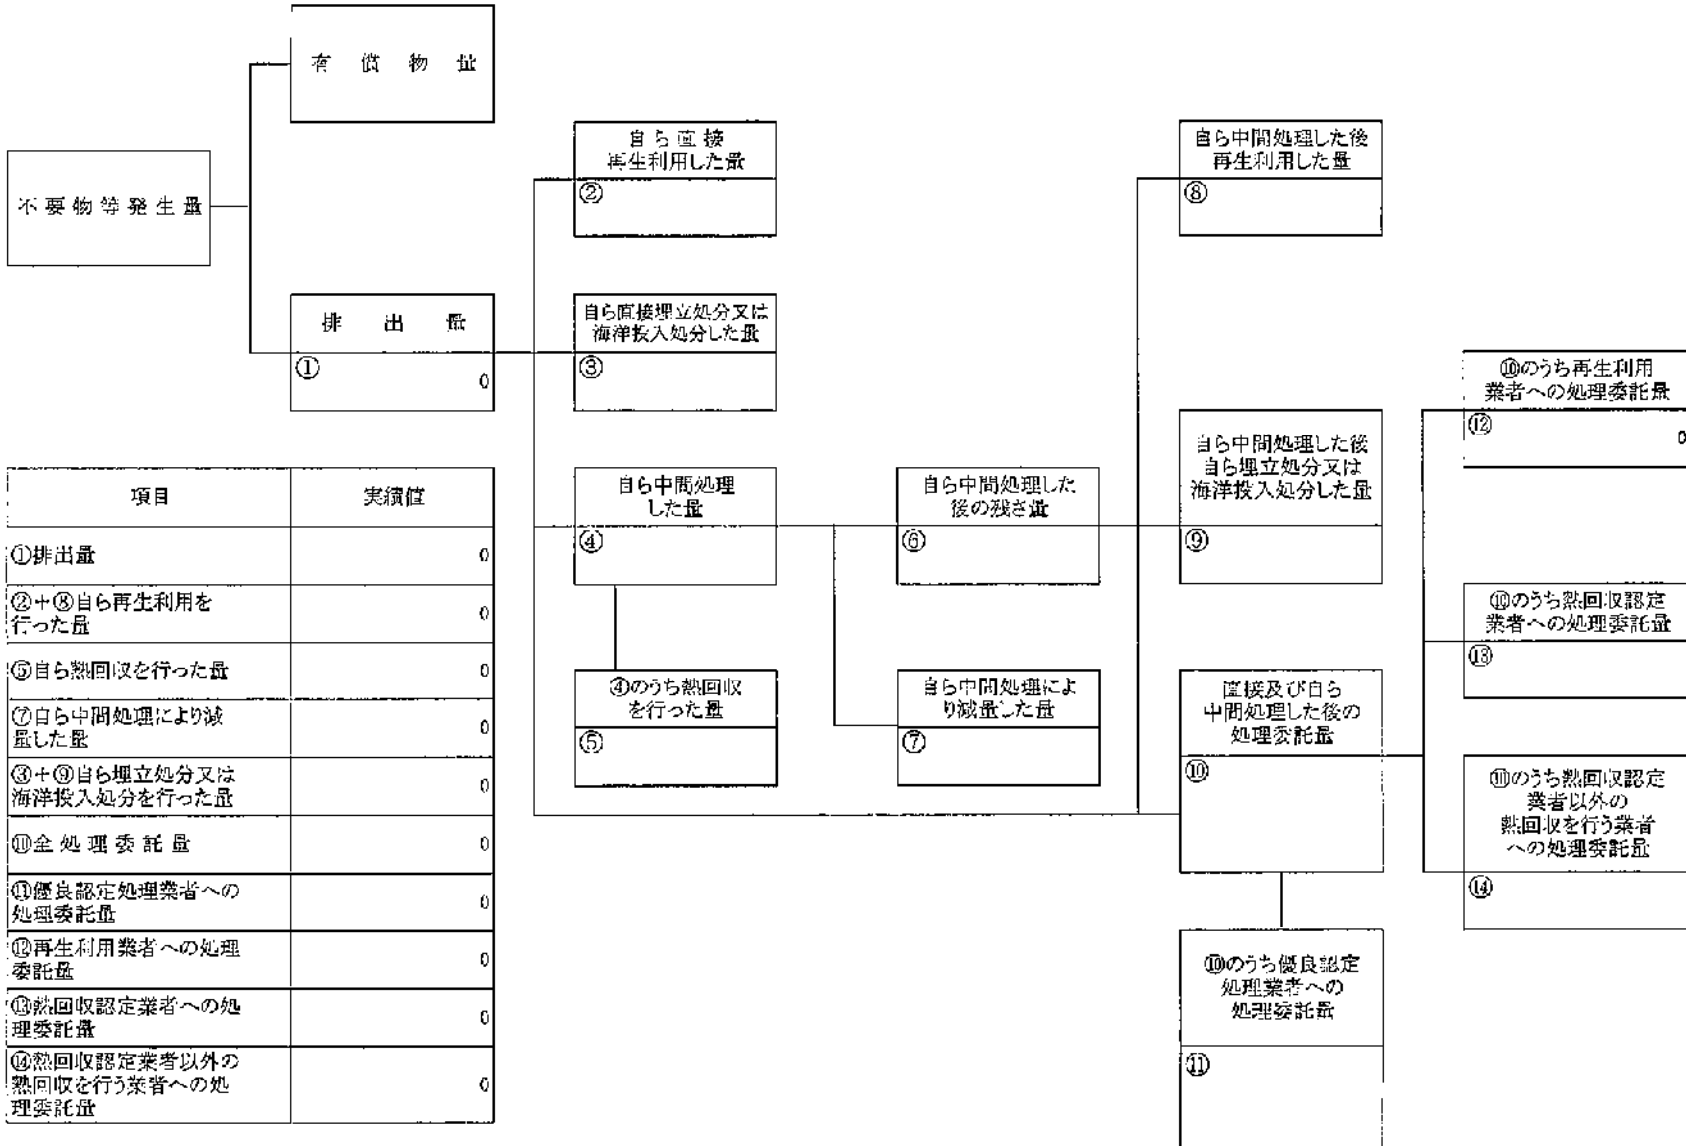 有償物量
不要物等発生量
排出量
①
0
自ら直接
再生利用した量
②
自ら直接埋立処分又は
海洋投入処分した量
③
自ら中間処理
した量
④
④のうち熱回収
を行った量
⑤
自ら中間処理した
後の残さ量
⑥
自ら中間処理によ
り減量した量
⑦
自ら中間処理した後
再生利用した量
⑧
自ら中間処理した後
自ら埋立処分又は
海洋投入処分した量
⑨
直接及び自ら
中間処理した後の
処理委託量
⑩
⑩のうち優良認定
処理業者への
処理委託量
⑪
⑩のうち再生利用
業者への処理委託量
⑫
0
⑩のうち熱回収認定
業者への処理委託量
⑬
⑩のうち熱回収認定
業者以外の
熱回収を行う業者
への処理委託量
⑭
項目 実績値
①排出量 0
②+⑧自ら再生利用を
行った量 0
⑤自ら熱回収を行った量 0
⑦自ら中間処理により減
量した量 0
③+⑨自ら埋立処分又は
海洋投入処分を行った量 0
⑩全処理委託量 0
⑪優良認定処理業者への
処理委託量 0
⑫再生利用業者への処理
委託量 0
⑬熱回収認定業者への処
理委託量 0
⑭熱回収認定業者以外の
熱回収を行う業者への処
理委託量 0